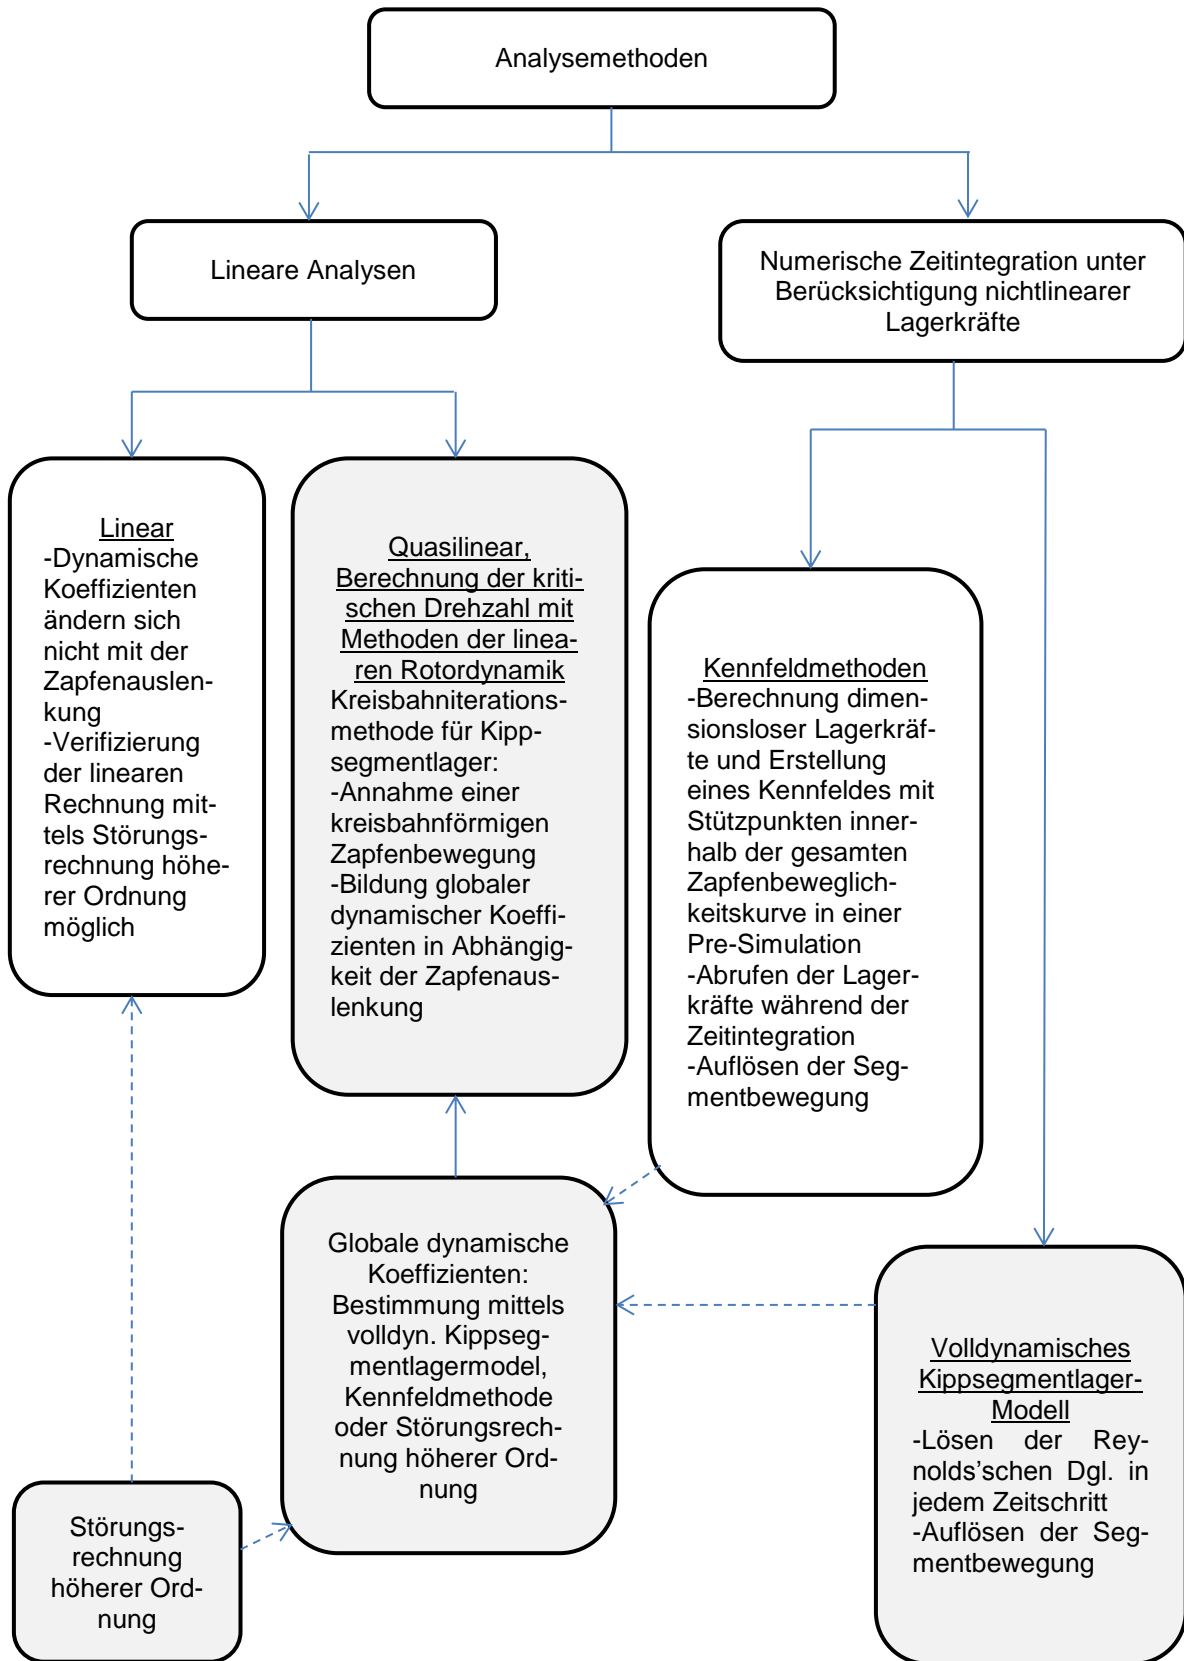 Analysemethoden
Lineare Analysen
Numerische Zeitintegration unter
Berücksichtigung nichtlinearer
Lagerkräfte
Linear
-Dynamische
Koeffizienten
ändern sich
nicht mit der
Zapfenauslen-
kung
-Verifizierung
der linearen
Rechnung mit-
tels Störungs-
rechnung höhe-
rer Ordnung
möglich
Quasilinear,
Berechnung der kriti-
schen Drehzahl mit
Methoden der linea-
ren Rotordynamik
Kreisbahniterations-
methode für Kipp-
segmentlager:
-Annahme einer
kreisbahnförmigen
Zapfenbewegung
-Bildung globaler
dynamischer Koeffi-
zienten in Abhängig-
keit der Zapfenaus-
lenkung
Kennfeldmethoden
-Berechnung dimen-
sionsloser Lagerkräf-
te und Erstellung
eines Kennfeldes mit
Stützpunkten inner-
halb der gesamten
Zapfenbeweglich-
keitskurve in einer
Pre-Simulation
-Abrufen der Lager-
kräfte während der
Zeitintegration
-Auflösen der Seg-
mentbewegung
Globale dynamische
Koeffizienten:
Bestimmung mittels
volldyn. Kippseg-
mentlagermodel,
Kennfeldmethode
oder Störungsrech-
nung höherer Ord-
nung
Volldynamisches
Kippsegmentlager-
Modell
-Lösen der Rey-
nolds’schen Dgl. in
jedem Zeitschritt
-Auflösen der Seg-
mentbewegung
Störungs-
rechnung
höherer Ord-
nung